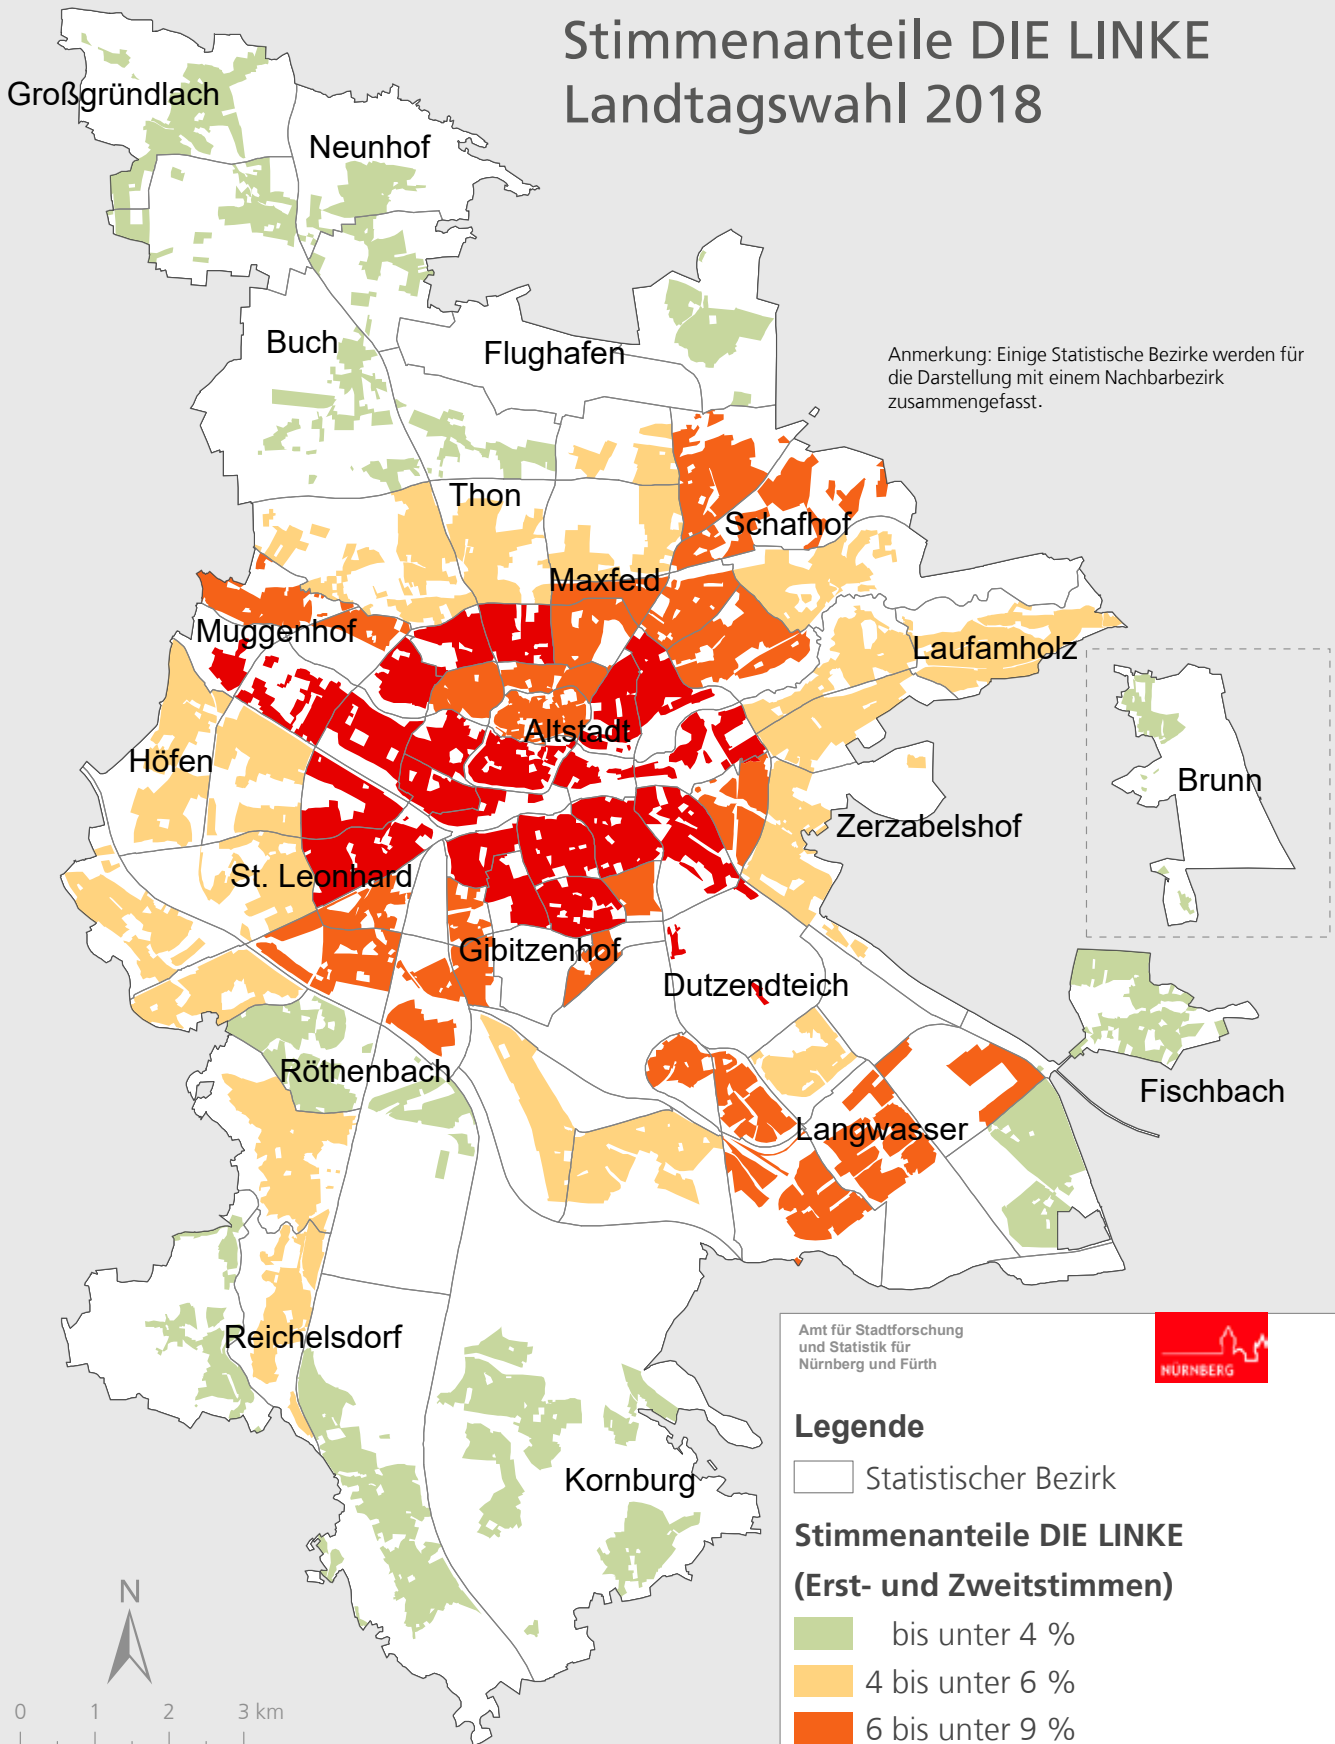 Stimmenanteile DIE LINKE
Landtagswahl 2018
Großgründlach
Neunhof
Buch
Flughafen
Anmerkung: Einige Statistische Bezirke werden für
die Darstellung mit einem Nachbarbezirk
zusammengefasst.
Thon
Schafhof
Maxfeld
Muggenhof
Laufamholz
Altstadt
Höfen
Brunn
Zerzabelshof
St. Leonhard
Gibitzenhof
Dutzendteich
Röthenbach
Fischbach
Langwasser
Reichelsdorf
Kornburg
Amt für Stadtforschung
und Statistik für
Nürnberg und Fürth
NÜRNBERG
Legende
Statistischer Bezirk
Stimmenanteile DIE LINKE
(Erst- und Zweitstimmen)
bis unter 4 %
4 bis unter 6 %
6 bis unter 9 %
N
0 1 2 3 km